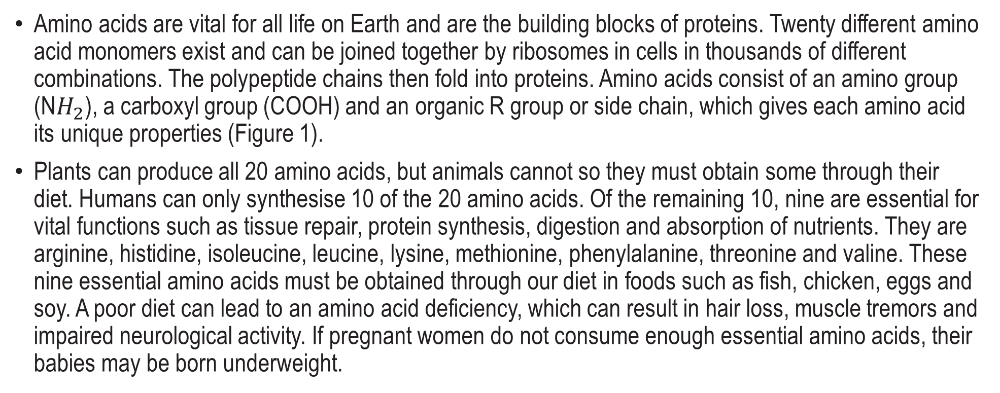 • Amino acids are vital for all life on Earth and are the building blocks of proteins. Twenty different amino
acid monomers exist and can be joined together by ribosomes in cells in thousands of different
combinations. The polypeptide chains then fold into proteins. Amino acids consist of an amino group
(NH₂), a carboxyl group (COOH) and an organic R group or side chain, which gives each amino acid
its unique properties (Figure 1).
• Plants can produce all 20 amino acids, but animals cannot so they must obtain some through their
diet. Humans can only synthesise 10 of the 20 amino acids. Of the remaining 10, nine are essential for
vital functions such as tissue repair, protein synthesis, digestion and absorption of nutrients. They are
arginine, histidine, isoleucine, leucine, lysine, methionine, phenylalanine, threonine and valine. These
nine essential amino acids must be obtained through our diet in foods such as fish, chicken, eggs and
soy. A poor diet can lead to an amino acid deficiency, which can result in hair loss, muscle tremors and
impaired neurological activity. If pregnant women do not consume enough essential amino acids, their
babies may be born underweight.